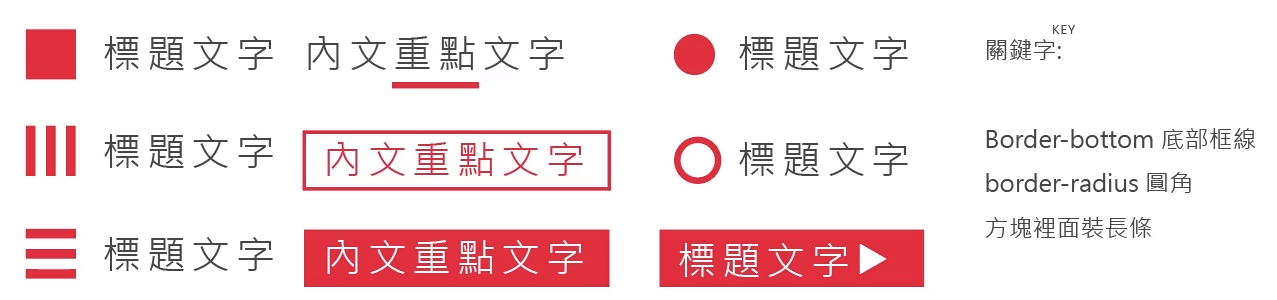 標題文字 內文重點文字
標題文字
KEY
關鍵字:
標題文字
內文重點文字
標題文字
Border-bottom 底部框線
border-radius 圓角
方塊裡面裝長條
標題文字
內文重點文字
標題文字▶